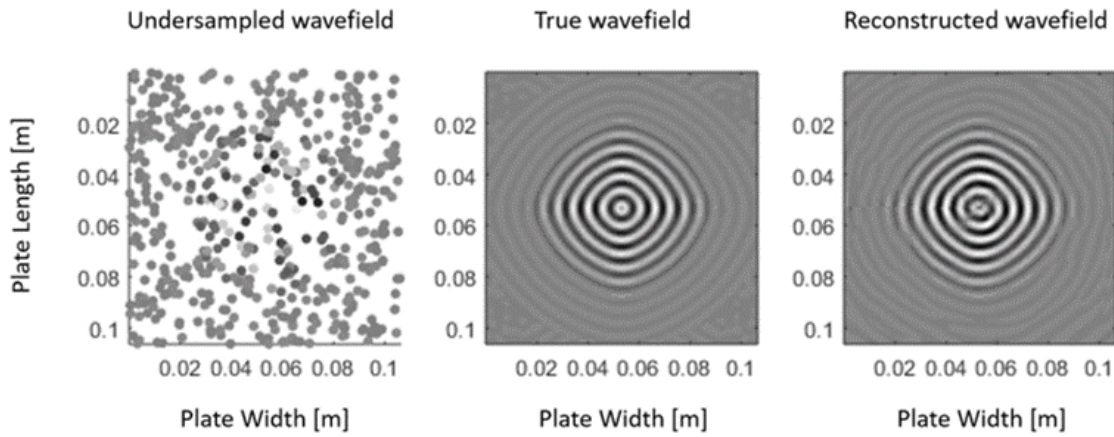 Undersampled wavefield
True wavefield
Reconstructed wavefield
Plate Length [m]
0.02
0.04
0.06
0.08
0.1
0.02 0.04 0.06 0.08 0.1
Plate Width [m]
0.02
0.04
0.06
0.08
0.1
0.02 0.04 0.06 0.08 0.1
Plate Width [m]
0.02
0.04
0.06
0.08
0.1
0.02 0.04 0.06 0.08 0.1
Plate Width [m]